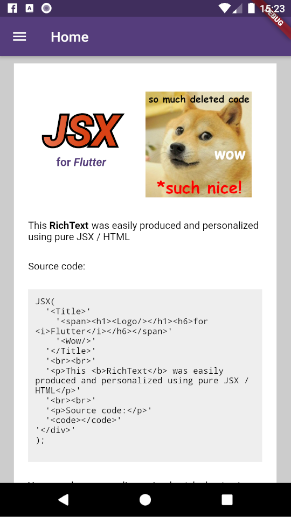 15:23
DEBUG
Home
JSX
for Flutter
so much deleted code
wow
*such nice!
This RichText was easily produced and personalized
using pure JSX / HTML
Source code:
JSX(
'<Title>'
'<span><h1><Logo/></h1><h6>for
<i>Flutter</i></h6></span>'
'<Wow/>'
'</Title>'
'<br><br>'
'<p>This <b>RichText</b> was easily
produced and personalized using pure JSX /
HTML</p>'
'<br><br>'
'<p>Source code:</p>'
'<code></code>'
'</div>'
);